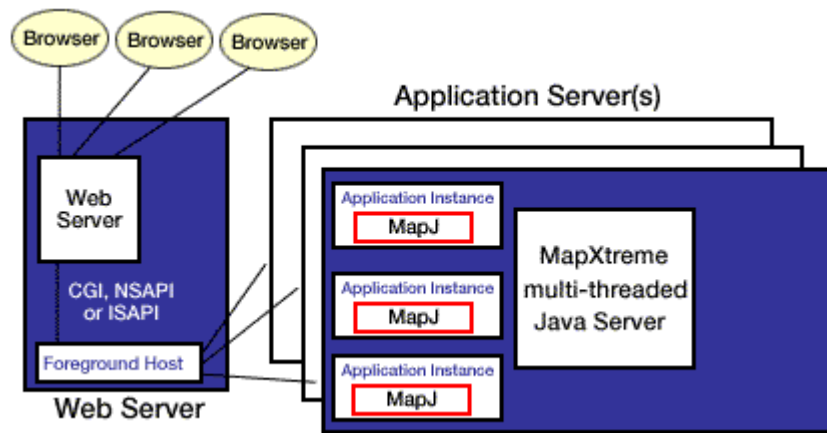 Browser
Browser
Browser
Application Server(s)
Web
Server
CGI, NSAPI
or ISAPI
Foreground Host
Web Server
Application Instance
MapJ
Application Instance
MapJ
Application Instance
MapJ
MapXtreme
multi-threaded
Java Server